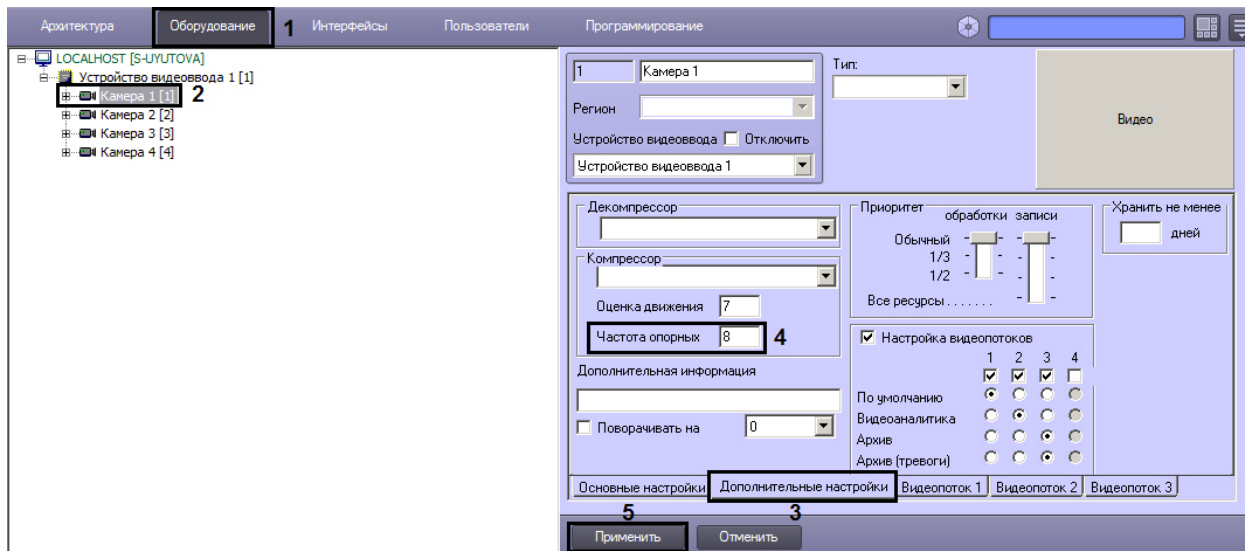 Архитектура Оборудование 1 Интерфейсы Пользователи Программирование
LOCALHOST [S-UYUTOVA]
Устройство видеоввода 1 [1]
Камера 1 [1] 2
Камера 2 [2]
Камера 3 [3]
Камера 4 [4]
1 Камера 1
Тип:
Регион
Устройство видеоввода Отключить
Устройство видеоввода 1
Видео
Декомпрессор
Компрессор
Оценка движения 7
Частота опорных 8 4
Дополнительная информация
Поворачивать на 0
Приоритет
обработки записи
Обычный
1/3
1/2
Все ресурсы . . . . . . .
Хранить не менее
дней
Настройка видеопотоков
1 2 3 4
По умолчанию
Видеоаналитика
Архив
Архив (тревоги)
Основные настройки Дополнительные настройки Видеопоток 1 Видеопоток 2 Видеопоток 3
5 3
Применить Отменить